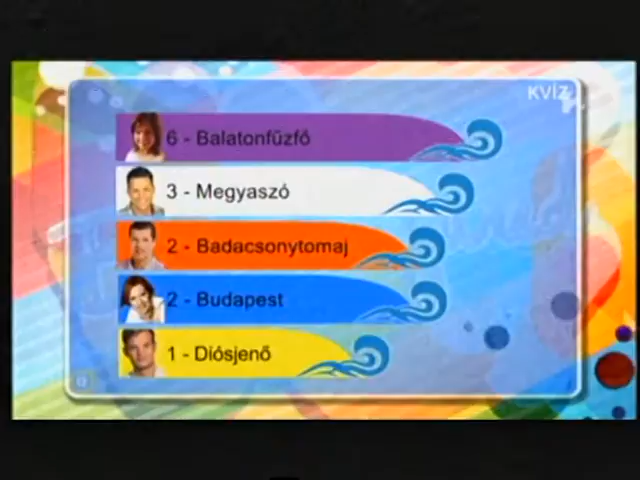 KVÍZ
6 - Balatonfűzfő
3 - Megyaszó
2 - Badacsonytomaj
2 - Budapest
1 - Diósjenő